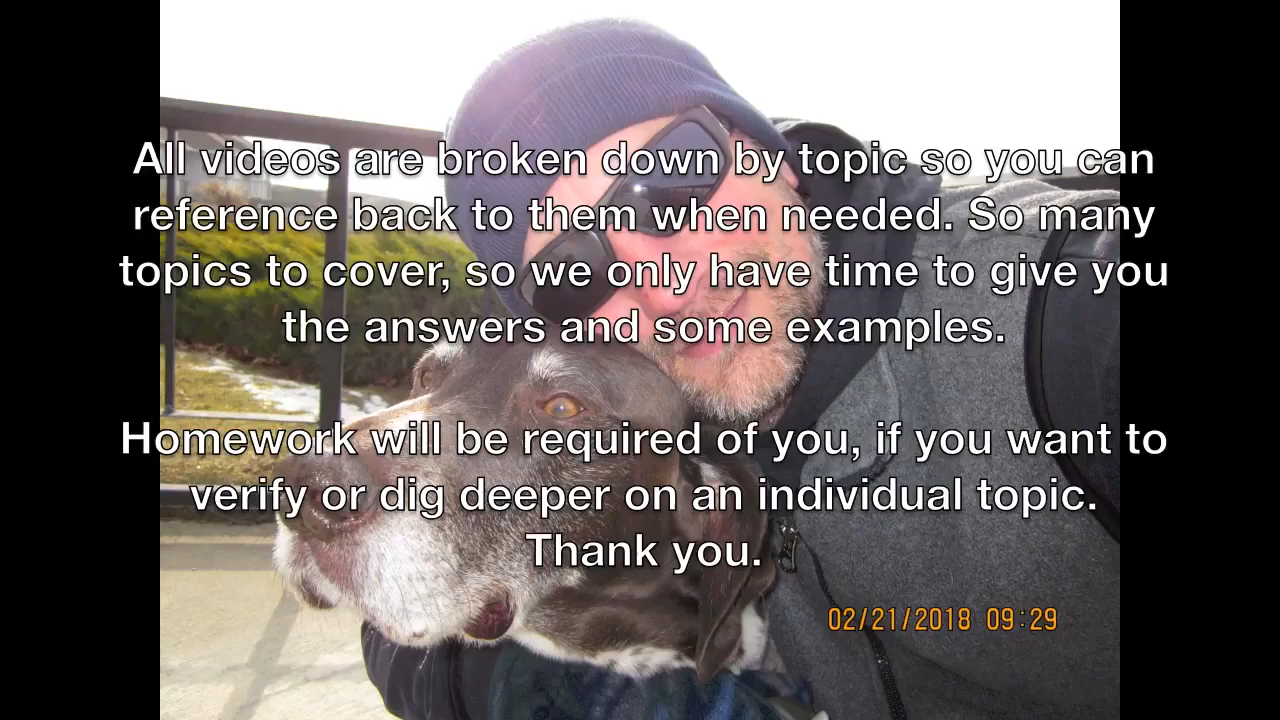 All videos are broken down by topic so you can
reference back to them when needed. So many
topics to cover, so we only have time to give you
the answers and some examples.
Homework will be required of you, if you want to
verify or dig deeper on an individual topic.
Thank you.
02/21/2018 09:29